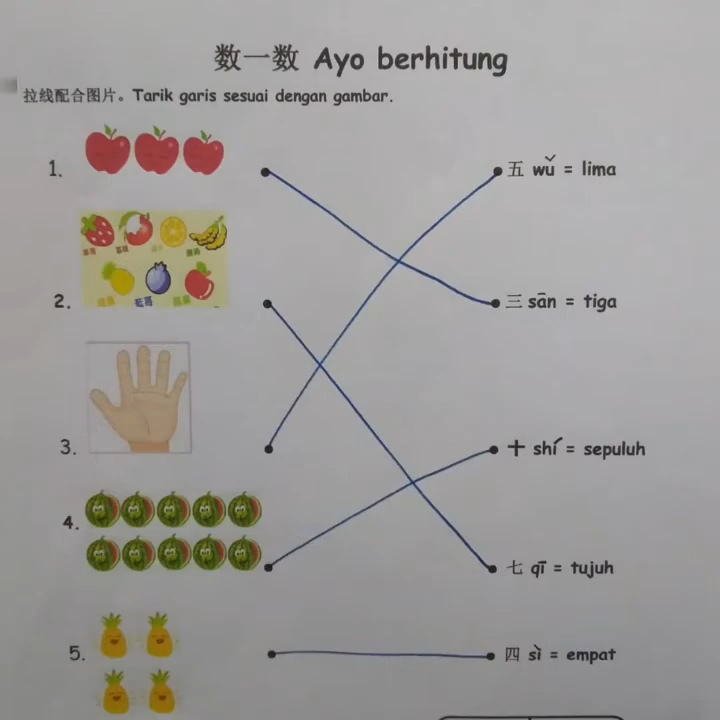 数一数 Ayo berhitung
拉线配合图片。Tarik garis sesuai dengan gambar.
1.
五 wǔ = lima
2.
三 sān = tiga
3.
十 shí = sepuluh
4.
七 qī = tujuh
5.
四 sì = empat